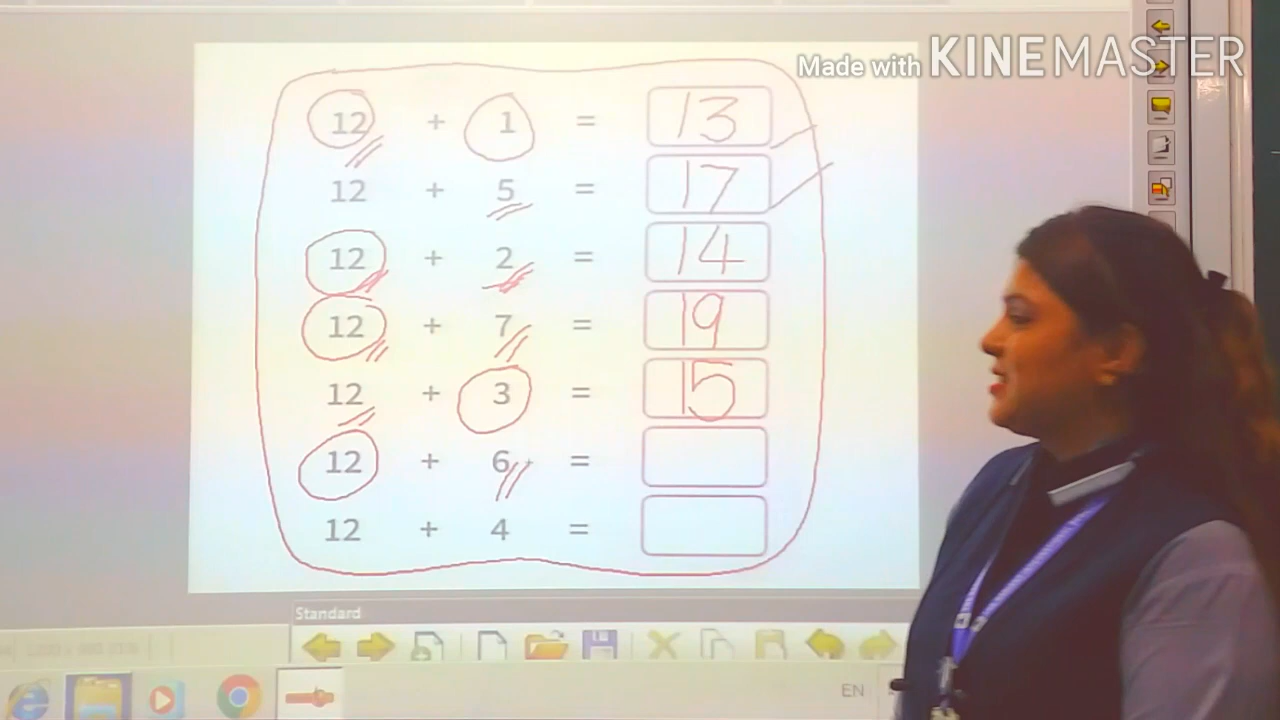 Made with KINEMASTER
12 + 1 = 13
12 + 5 = 17
12 + 2 = 14
12 + 7 = 19
12 + 3 = 15
12 + 6 =
12 + 4 =
Standard
EN